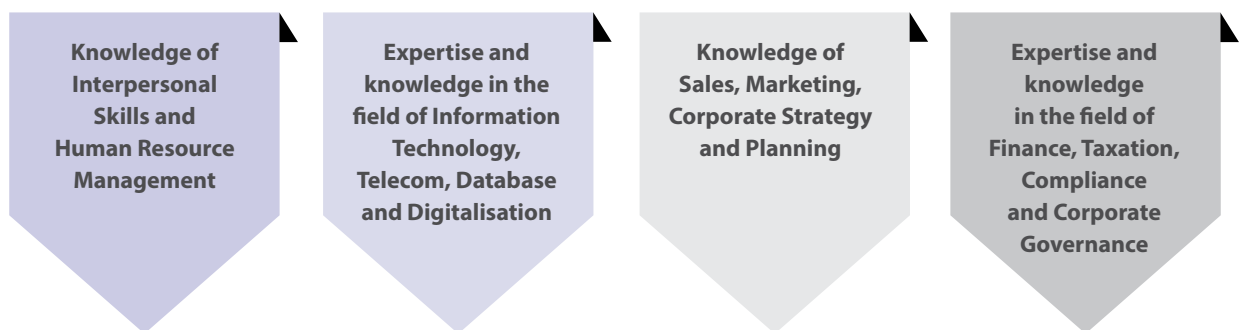 Knowledge of
Interpersonal
Skills and
Human Resource
Management
Expertise and
knowledge in the
field of Information
Technology,
Telecom, Database
and Digitalisation
Knowledge of
Sales, Marketing,
Corporate Strategy
and Planning
Expertise and
knowledge
in the field of
Finance, Taxation,
Compliance
and Corporate
Governance